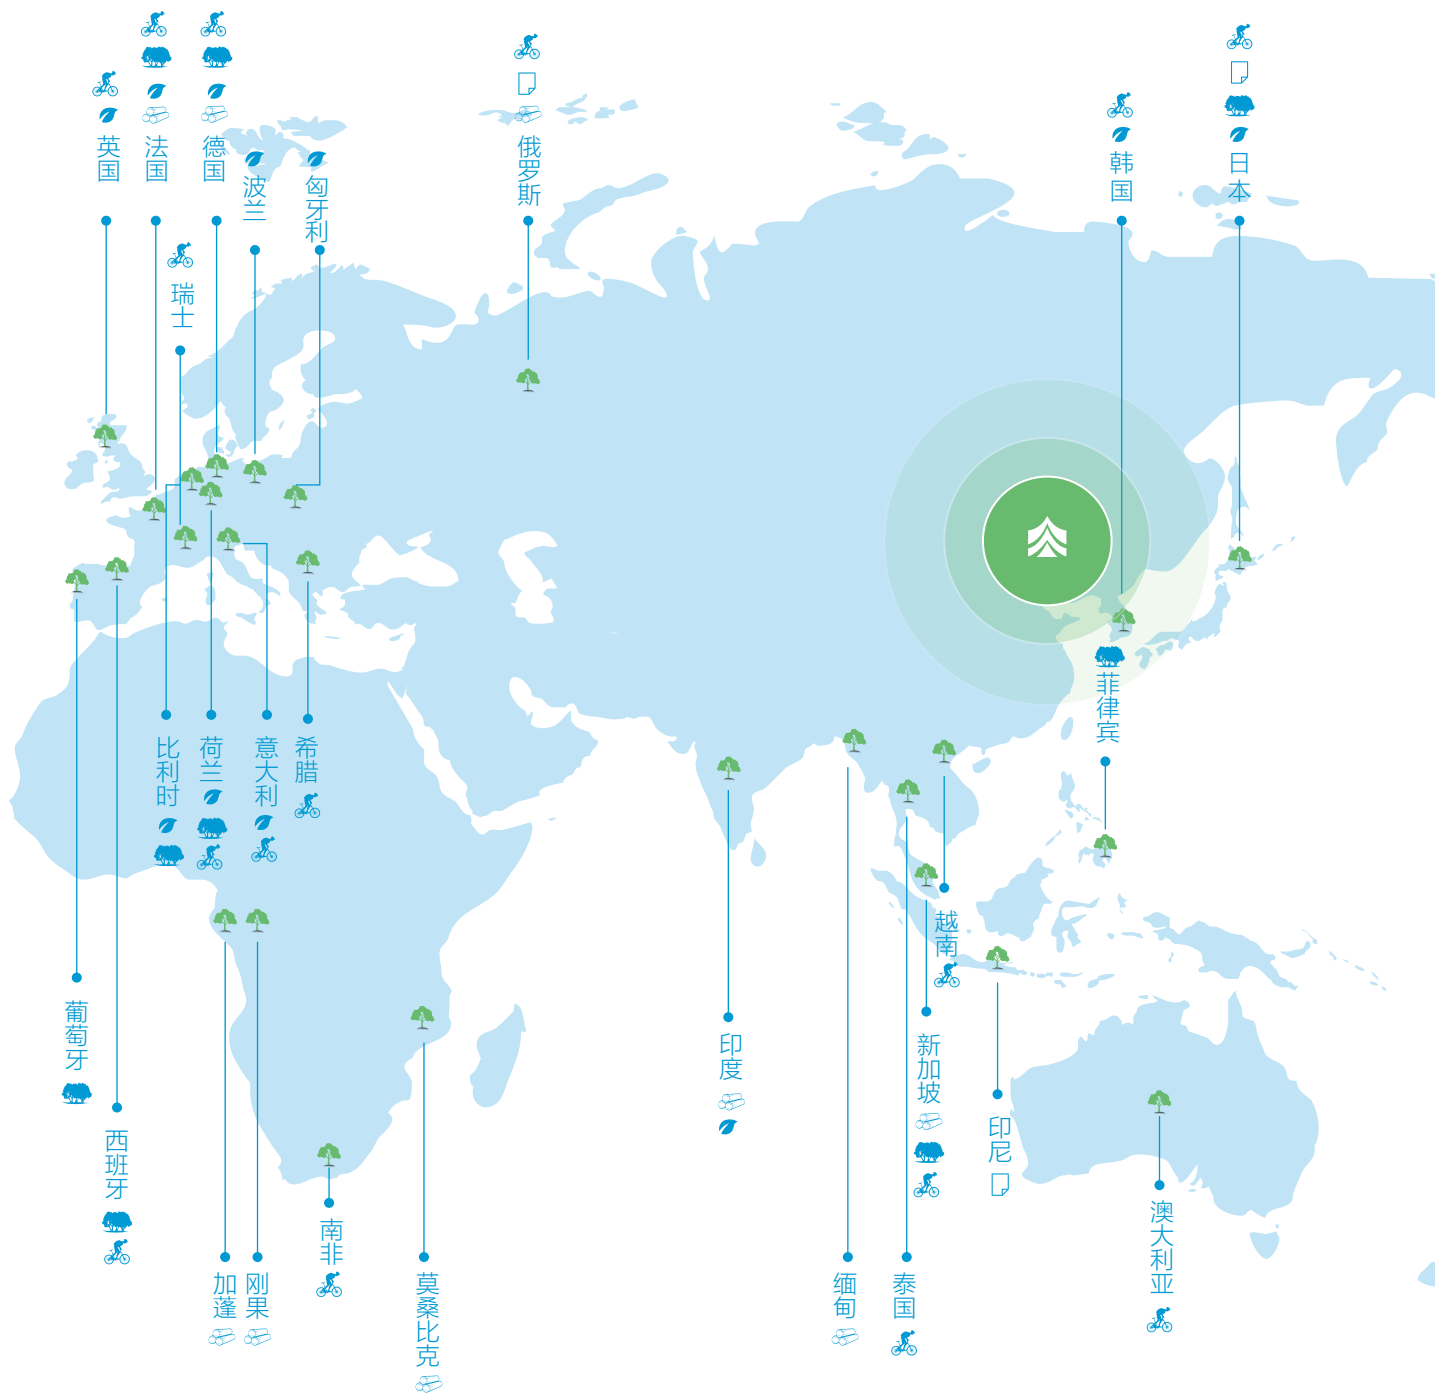 英国
法国
德国
波兰
匈牙利
俄罗斯
韩国
日本
瑞士
菲律宾
比利时
荷兰
意大利
希腊
越南
葡萄牙
西班牙
印度
新加坡
印尼
澳大利亚
南非
加蓬
刚果
莫桑比克
缅甸
泰国